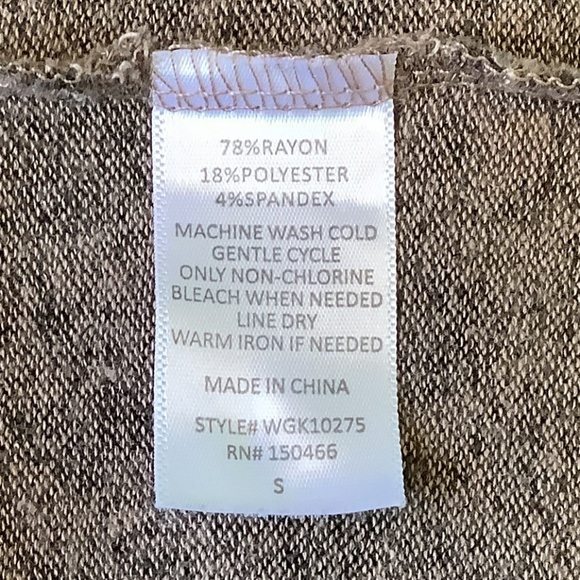 78%RAYON
18%POLYESTER
4%SPANDEX
MACHINE WASH COLD
GENTLE CYCLE
ONLY NON-CHLORINE
BLEACH WHEN NEEDED
LINE DRY
WARM IRON IF NEEDED
MADE IN CHINA
STYLE# WGK10275
RN# 150466
S